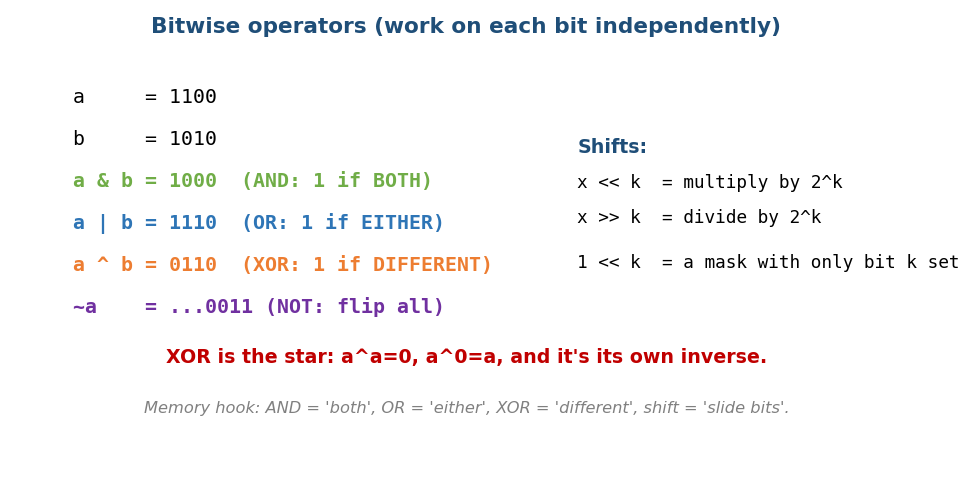 Bitwise operators (work on each bit independently)
a     = 1100
b     = 1010
a & b = 1000  (AND: 1 if BOTH)
a | b = 1110  (OR: 1 if EITHER)
a ^ b = 0110  (XOR: 1 if DIFFERENT)
~a    = ...0011 (NOT: flip all)
Shifts:
x << k  = multiply by 2^k
x >> k  = divide by 2^k
1 << k  = a mask with only bit k set
XOR is the star: a^a=0, a^0=a, and it's its own inverse.
Memory hook: AND = 'both', OR = 'either', XOR = 'different', shift = 'slide bits'.